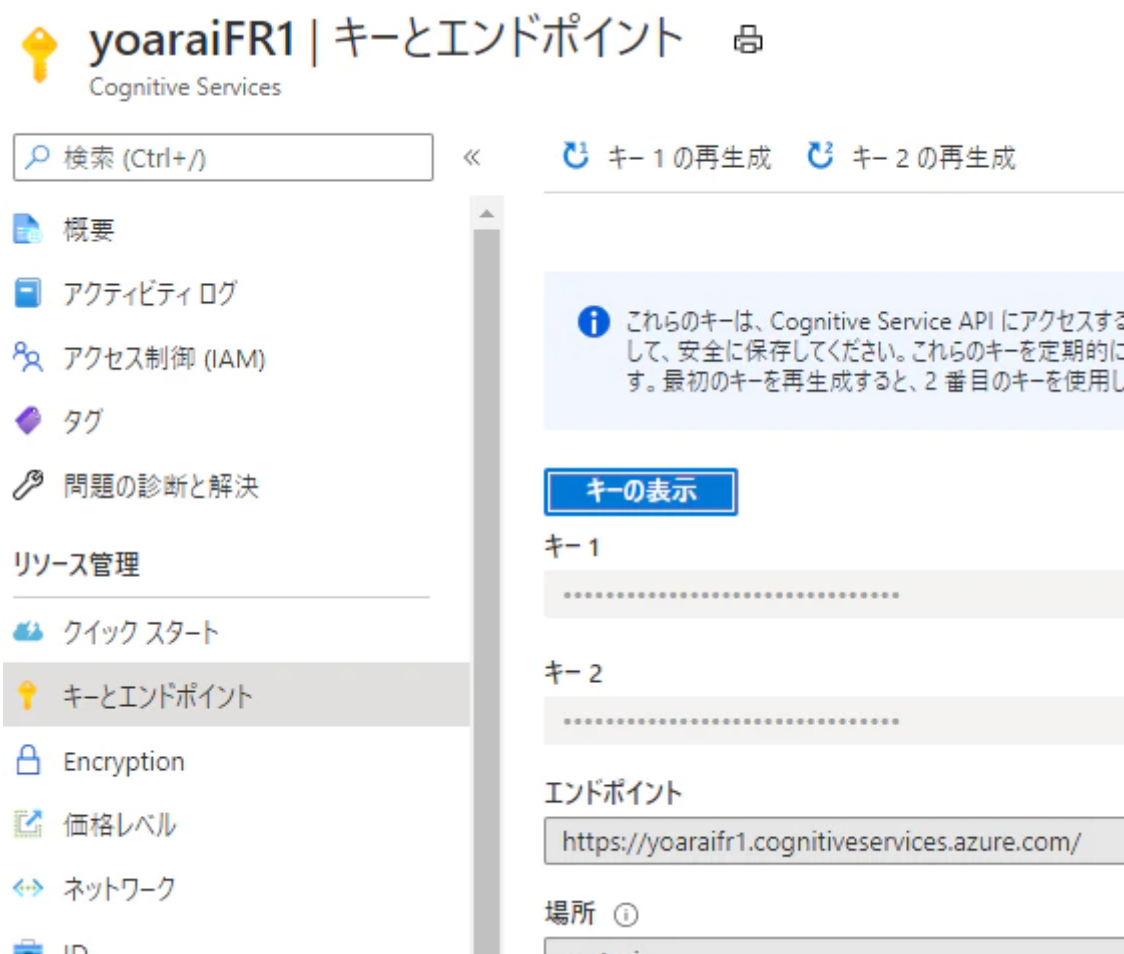 yoaraiFR1 | キーとエンドポイント
Cognitive Services
検索 (Ctrl+/)
概要
アクティビティ ログ
アクセス制御 (IAM)
タグ
問題の診断と解決
リソース管理
クイック スタート
キーとエンドポイント
Encryption
価格レベル
ネットワーク
ID
キー 1 の再生成 キー 2 の再生成
これらのキーは、Cognitive Service API にアクセスする
して、安全に保存してください。これらのキーを定期的に
す。最初のキーを再生成すると、2 番目のキーを使用し
キーの表示
キー 1
••••••••••••••••••••••••••••••••
キー 2
••••••••••••••••••••••••••••••••
エンドポイント
https://yoaraifr1.cognitiveservices.azure.com/
場所